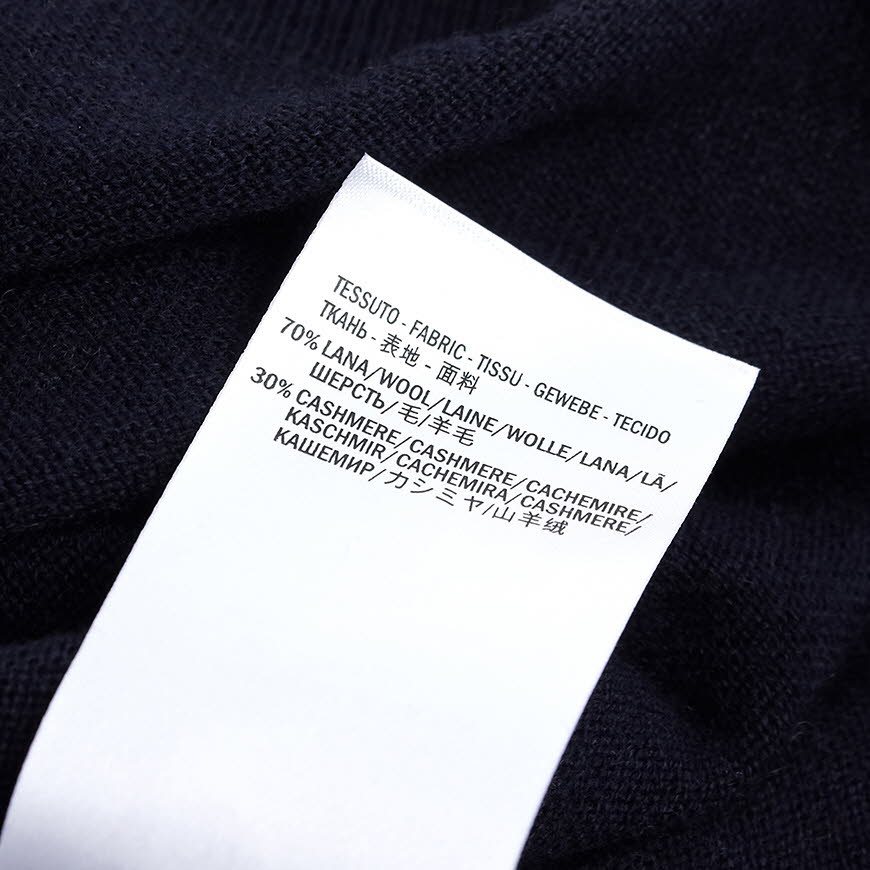 TESSUTO - FABRIC - TISSU - GEWEBE - TECIDO
ТКАНЬ - 表地 - 面料
70% LANA/WOOL/LAINE/WOLLE/LANA/LÃ/
ШЕРСТЬ/毛/羊毛
30% CASHMERE/CASHMERE/CACHEMIRE/
KASCHMIR/CACHEMIRA/CASHMERE/
КАШЕМИР/カシミヤ/山羊绒